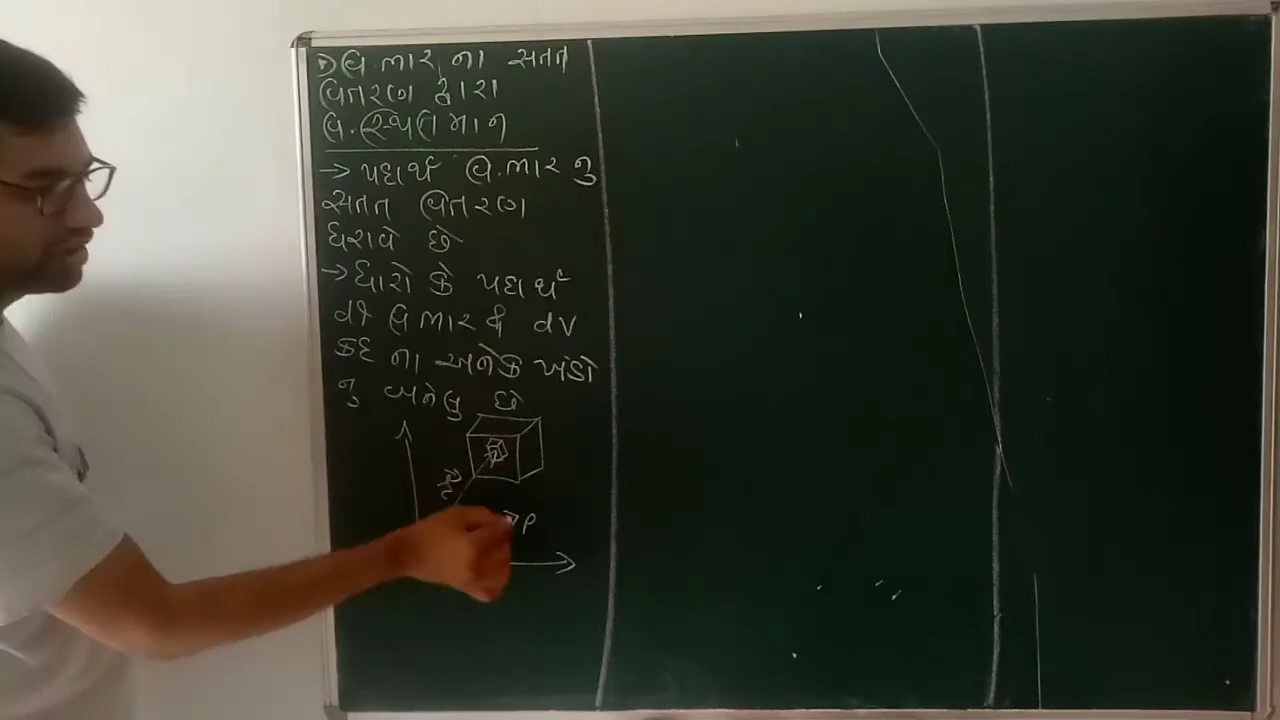 વિ.ભાર ના સતત
વિતરણ દ્વારા
વિ.સ્થિતિમાન
→ પદાર્થ વિ.ભાર નુ
સતત વિતરણ
ધરાવે છે
→ ધારો કે પદાર્થ
વિભાર & dv
કદ ના અનેક ખંડો
નુ બનેલુ છે
P